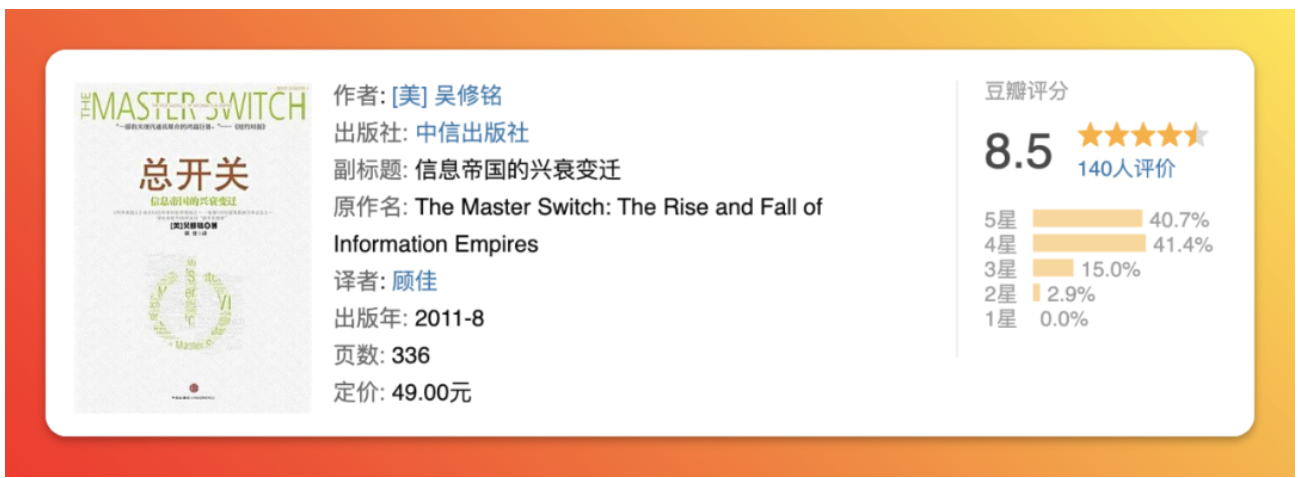 THE MASTER SWITCH
总开关
信息帝国的兴衰变迁
[美]吴修铭◎著
顾佳|译
作者: [美] 吴修铭
出版社: 中信出版社
副标题: 信息帝国的兴衰变迁
原作名: The Master Switch: The Rise and Fall of
Information Empires
译者: 顾佳
出版年: 2011-8
页数: 336
定价: 49.00元
豆瓣评分
8.5
140人评价
5星 40.7%
4星 41.4%
3星 15.0%
2星 2.9%
1星 0.0%